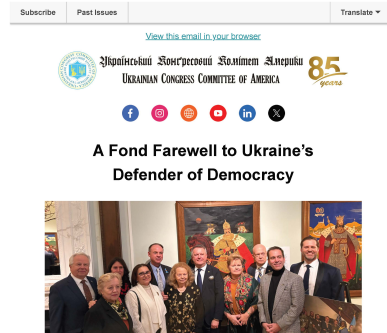 Subscribe
Past Issues
Translate
View this email in your browser
Український Конґресовий Комітет Америки
Ukrainian Congress Committee of America
85
years
A Fond Farewell to Ukraine’s
Defender of Democracy